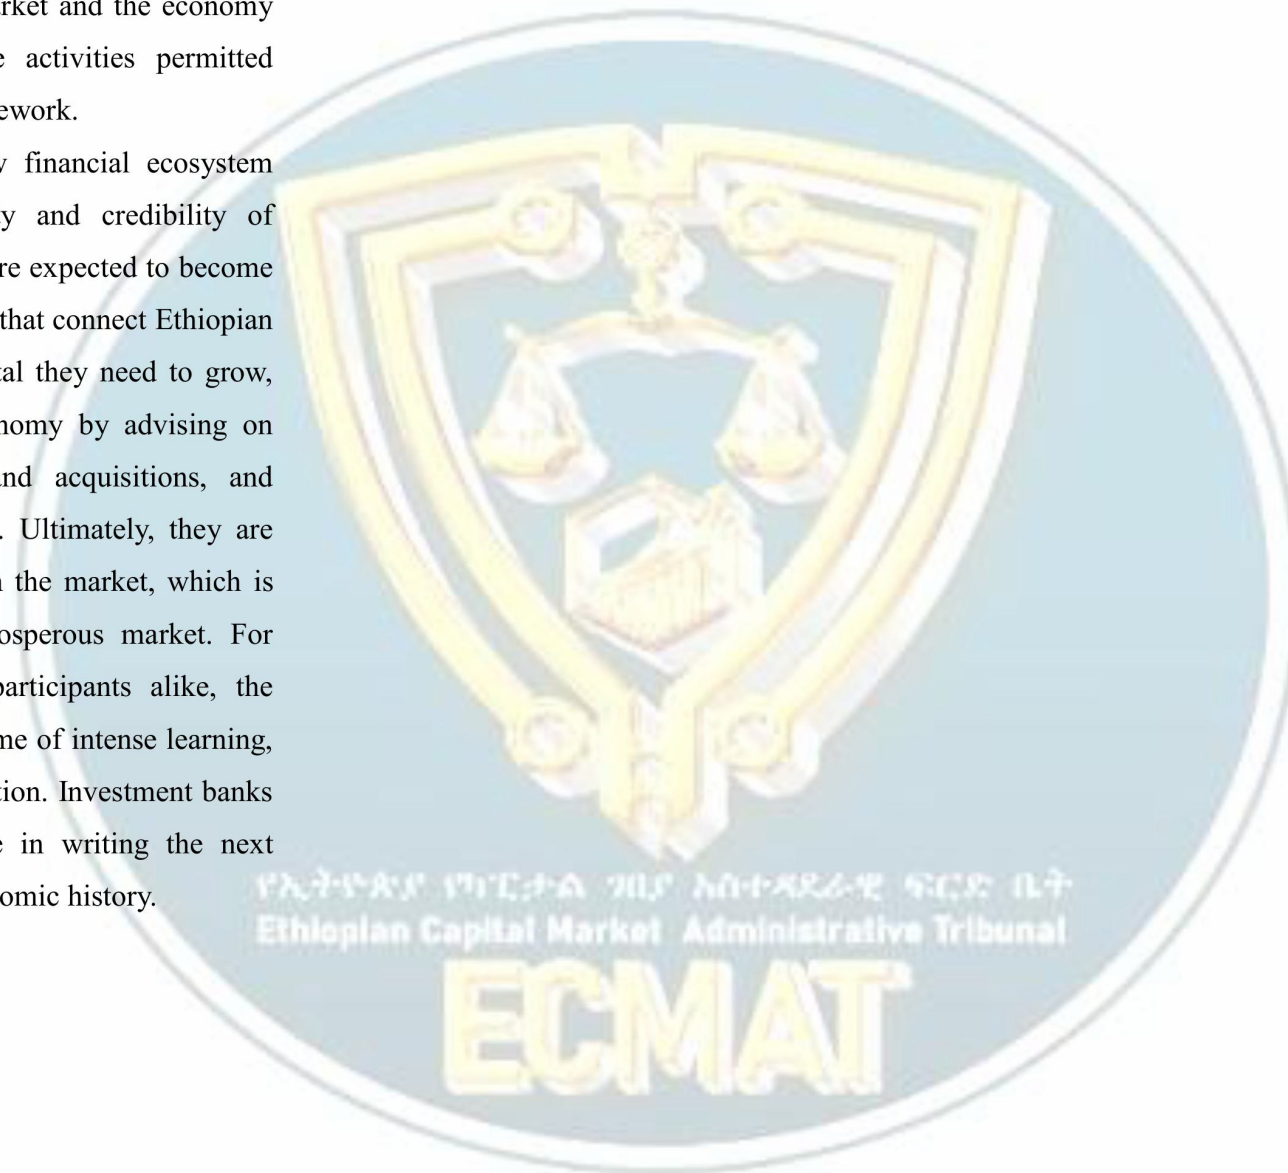 rket and the economy
activities permitted
ework.
financial ecosystem
y and credibility of
re expected to become
that connect Ethiopian
al they need to grow,
nomy by advising on
nd acquisitions, and
. Ultimately, they are
the market, which is
osperous market. For
participants alike, the
me of intense learning,
tion. Investment banks
in writing the next
omic history.
የኢትዮጵያ የካፒታል ገበያ አስተዳደራዊ ፍርድ ቤት
Ethiopian Capital Market Administrative Tribunal
ECMAT